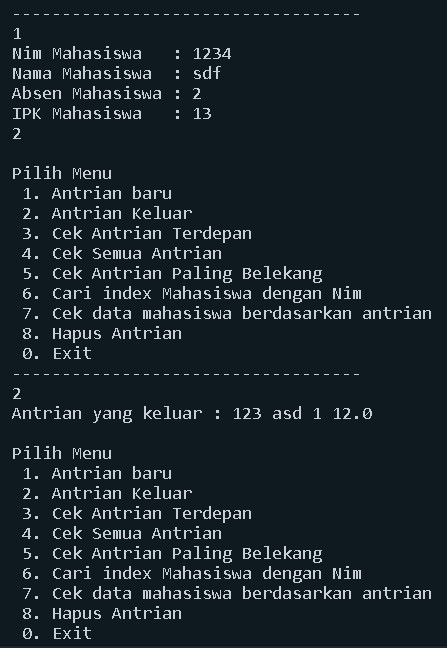 -----------------------------------
1
Nim Mahasiswa   : 1234
Nama Mahasiswa  : sdf
Absen Mahasiswa : 2
IPK Mahasiswa   : 13
2

Pilih Menu
 1. Antrian baru
 2. Antrian Keluar
 3. Cek Antrian Terdepan
 4. Cek Semua Antrian
 5. Cek Antrian Paling Belekang
 6. Cari index Mahasiswa dengan Nim
 7. Cek data mahasiswa berdasarkan antrian
 8. Hapus Antrian
 0. Exit
-----------------------------------
2
Antrian yang keluar : 123 asd 1 12.0

Pilih Menu
 1. Antrian baru
 2. Antrian Keluar
 3. Cek Antrian Terdepan
 4. Cek Semua Antrian
 5. Cek Antrian Paling Belekang
 6. Cari index Mahasiswa dengan Nim
 7. Cek data mahasiswa berdasarkan antrian
 8. Hapus Antrian
 0. Exit